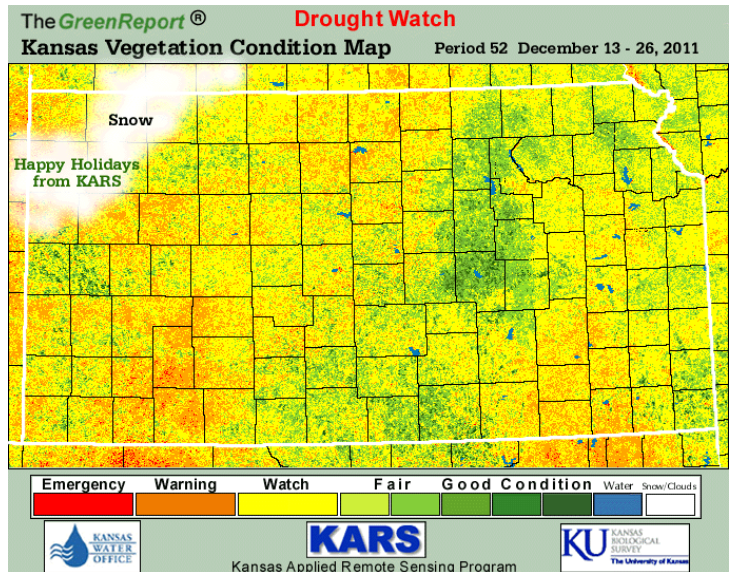 The GreenReport ®
Drought Watch
Kansas Vegetation Condition Map
Period 52 December 13 - 26, 2011
Snow
Happy Holidays
from KARS
Emergency Warning Watch Fair Good Condition Water Snow/Clouds
KANSAS
WATER
OFFICE
KARS
Kansas Applied Remote Sensing Program
KU
KANSAS
BIOLOGICAL
SURVEY
The University of Kansas